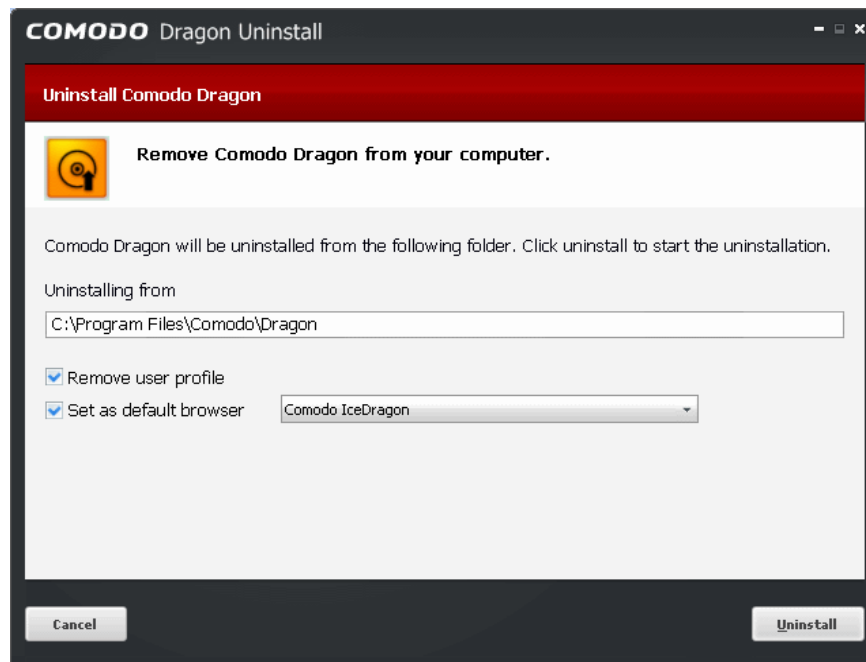 COMODO Dragon Uninstall
Uninstall Comodo Dragon
Remove Comodo Dragon from your computer.
Comodo Dragon will be uninstalled from the following folder. Click uninstall to start the uninstallation.
Uninstalling from
C:\Program Files\Comodo\Dragon
Remove user profile
Set as default browser Comodo IceDragon
Cancel Uninstall